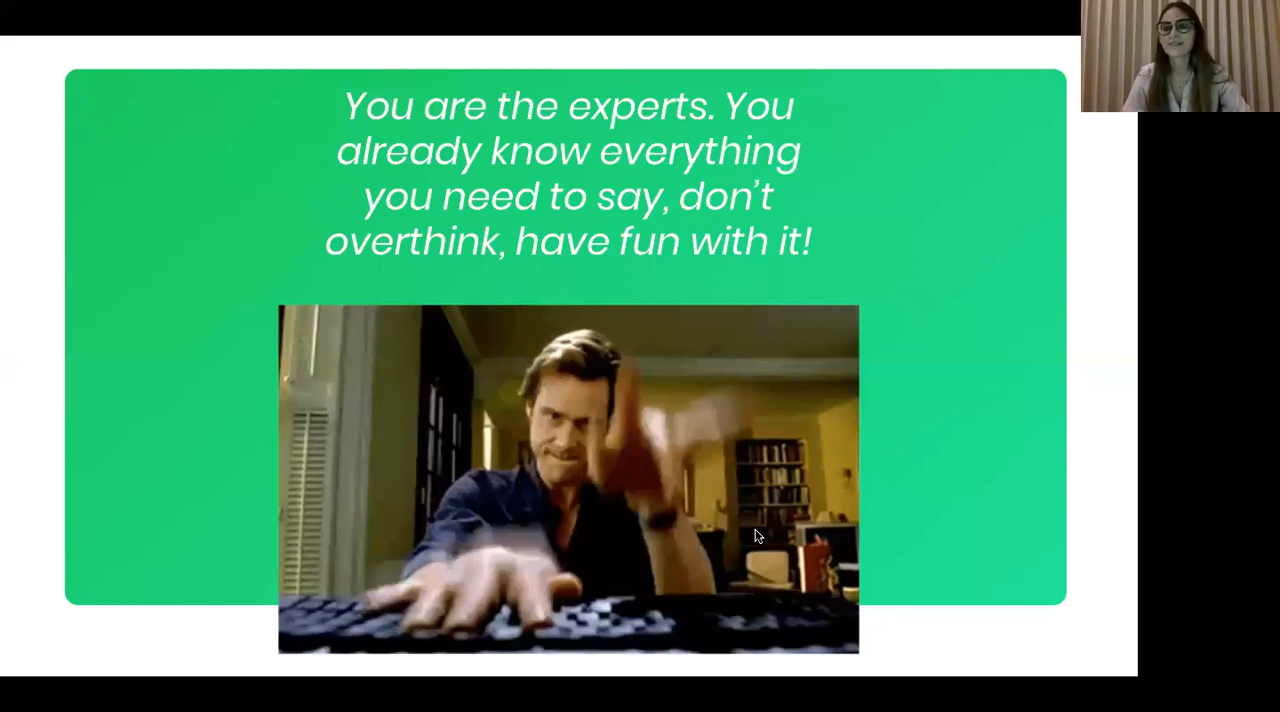 You are the experts. You
already know everything
you need to say, don't
overthink, have fun with it!